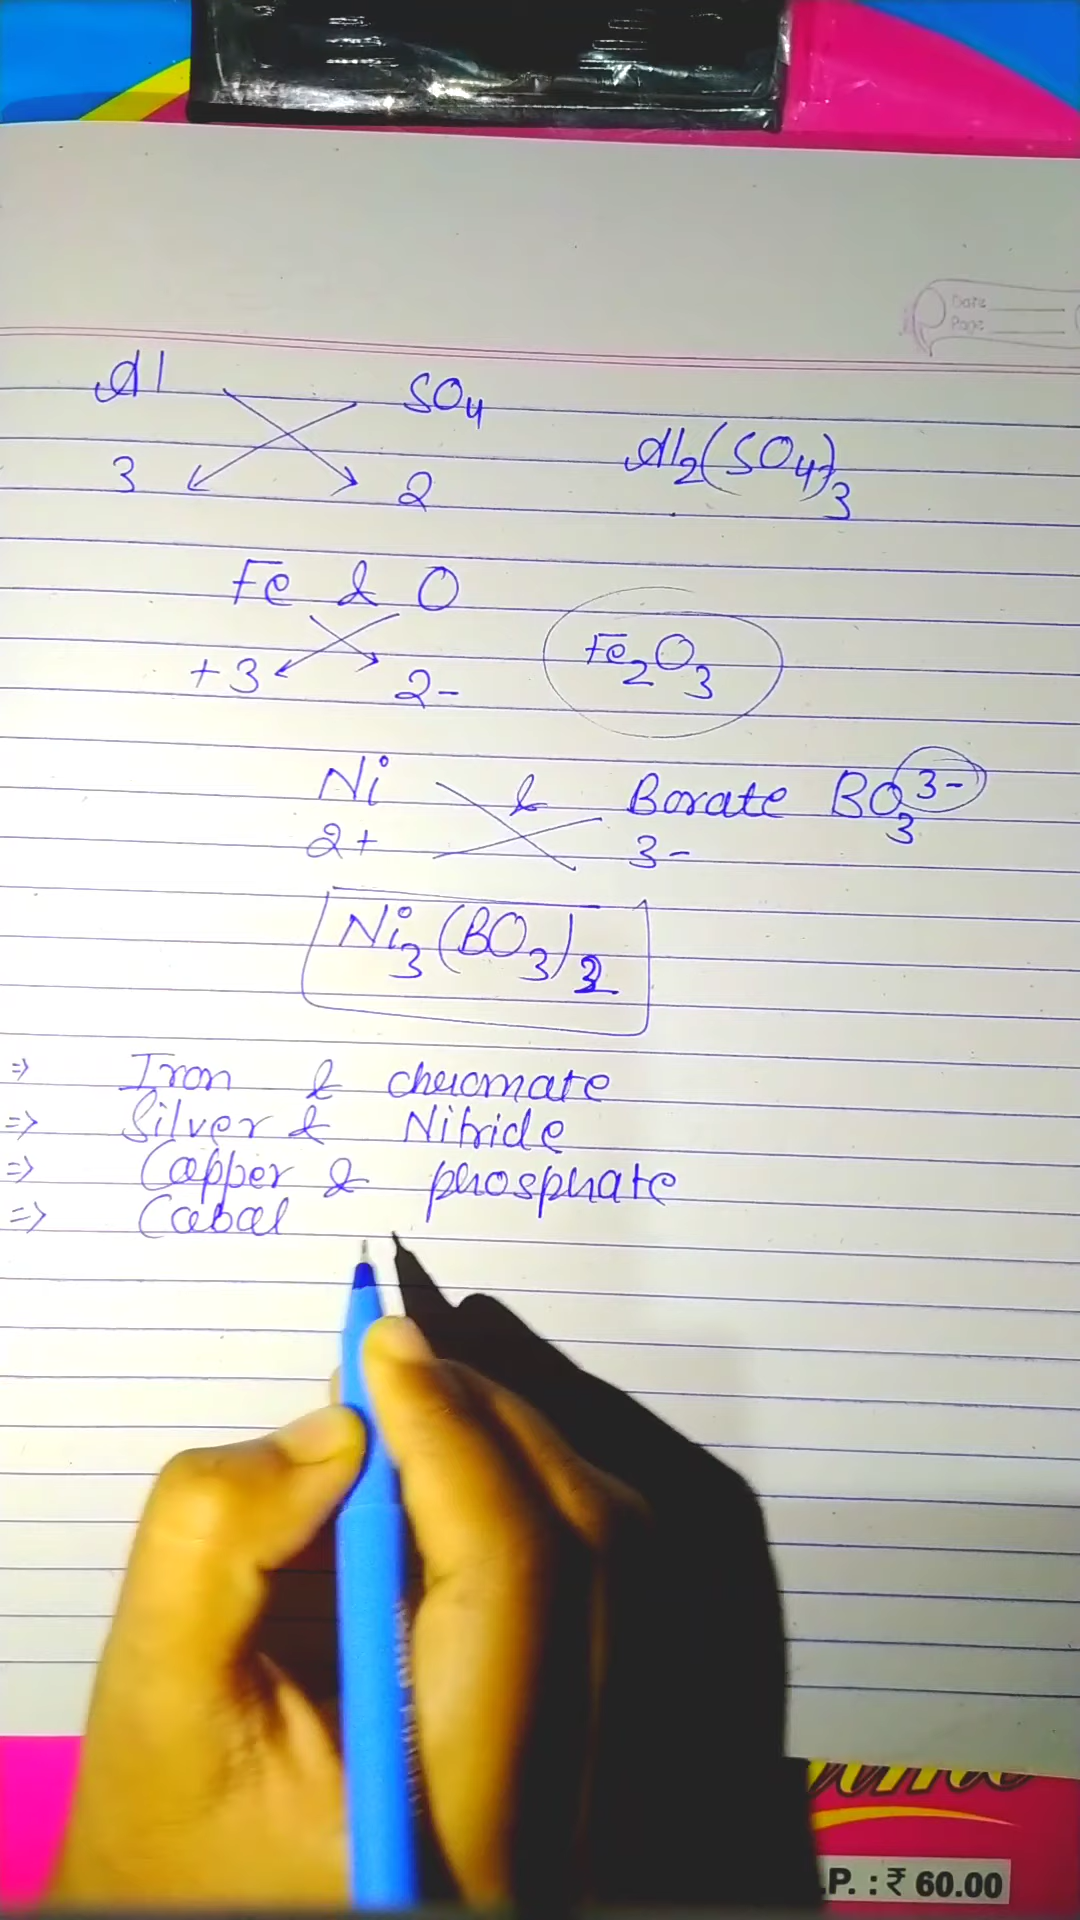 Date
Page
Al SO4
3 2 Al2(SO4)3
Fe & O
+3 2- Fe2O3
Ni & Borate BO3 3-
2+ 3-
Ni3(BO3)2
=> Iron & chromate
=> Silver & Nitride
=> Copper & phosphate
=> Cobal
.P. : ₹ 60.00